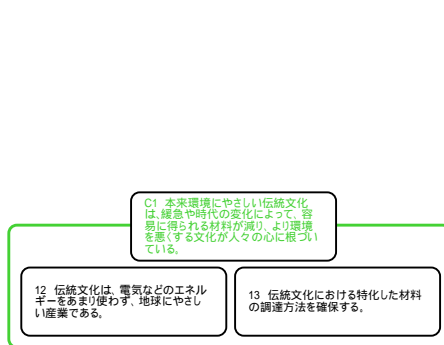 C1 本来環境にやさしい伝統文化
は、緩急や時代の変化によって、容
易に得られる材料が減り、より環境
を悪くする文化が人々の心に根づい
ている。
12 伝統文化は、電気などのエネル
ギーをあまり使わず、地球にやさし
い産業である。
13 伝統文化における特化した材料
の調達方法を確保する。